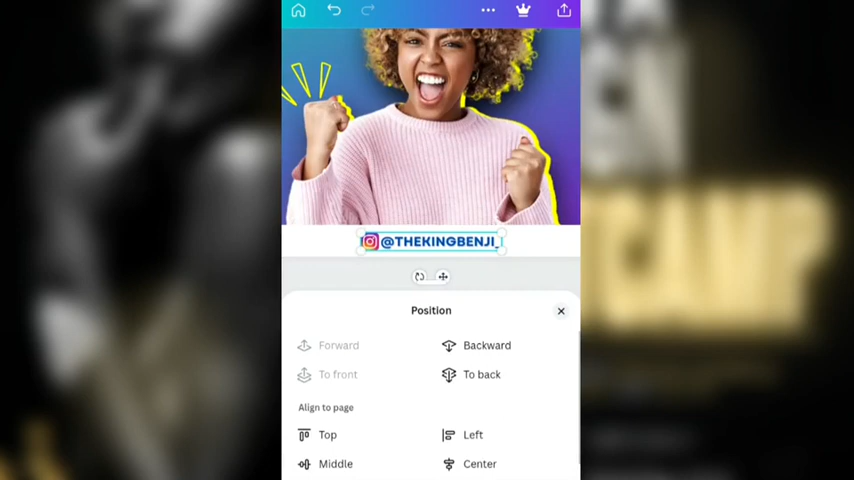 @THEKINGBENJI_
Position
Forward
Backward
To front
To back
Align to page
Top
Left
Middle
Center